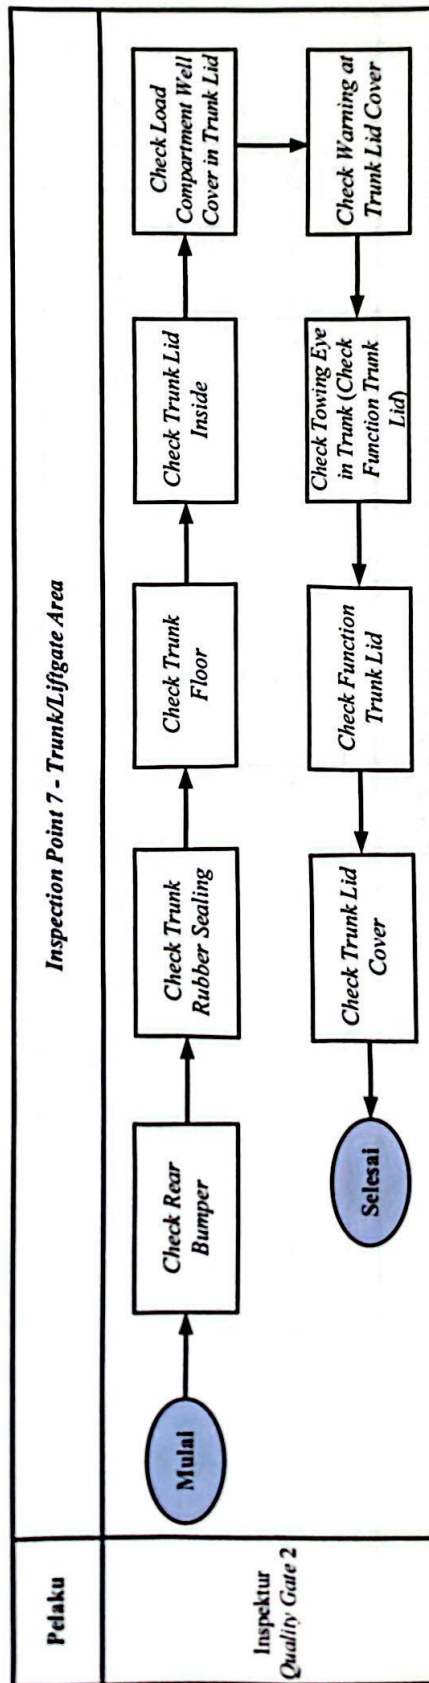 Pelaku
Inspection Point 7 - Trunk/Liftgate Area
Inspektur
Quality Gate 2
Mulai
Check Rear
Bumper
Check Trunk
Rubber Sealing
Check Trunk
Floor
Check Trunk Lid
Inside
Check Load
Compartment Well
Cover in Trunk Lid
Check Warning at
Trunk Lid Cover
Check Towing Eye
in Trunk (Check
Function Trunk
Lid)
Check Function
Trunk Lid
Check Trunk Lid
Cover
Selesai